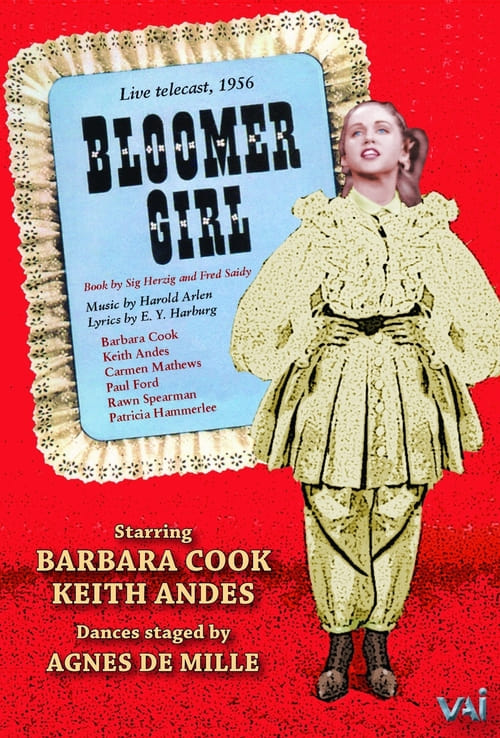 Live telecast, 1956
BLOOMER
GIRL
Book by Sig Herzig and Fred Saidy
Music by Harold Arlen
Lyrics by E. Y. Harburg
Barbara Cook
Keith Andes
Carmen Mathews
Paul Ford
Rawn Spearman
Patricia Hammerlee
Starring
BARBARA COOK
KEITH ANDES
Dances staged by
AGNES DE MILLE
VAI